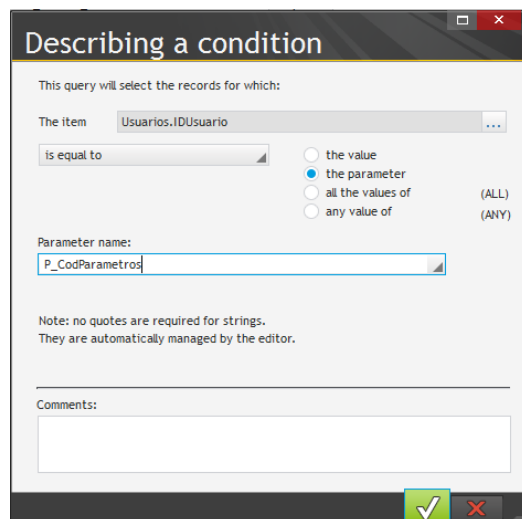 Describing a condition
This query will select the records for which:
The item Usuarios.IDUsuario ...
is equal to
the value
the parameter
all the values of (ALL)
any value of (ANY)
Parameter name:
P_CodParametros
Note: no quotes are required for strings.
They are automatically managed by the editor.
Comments: